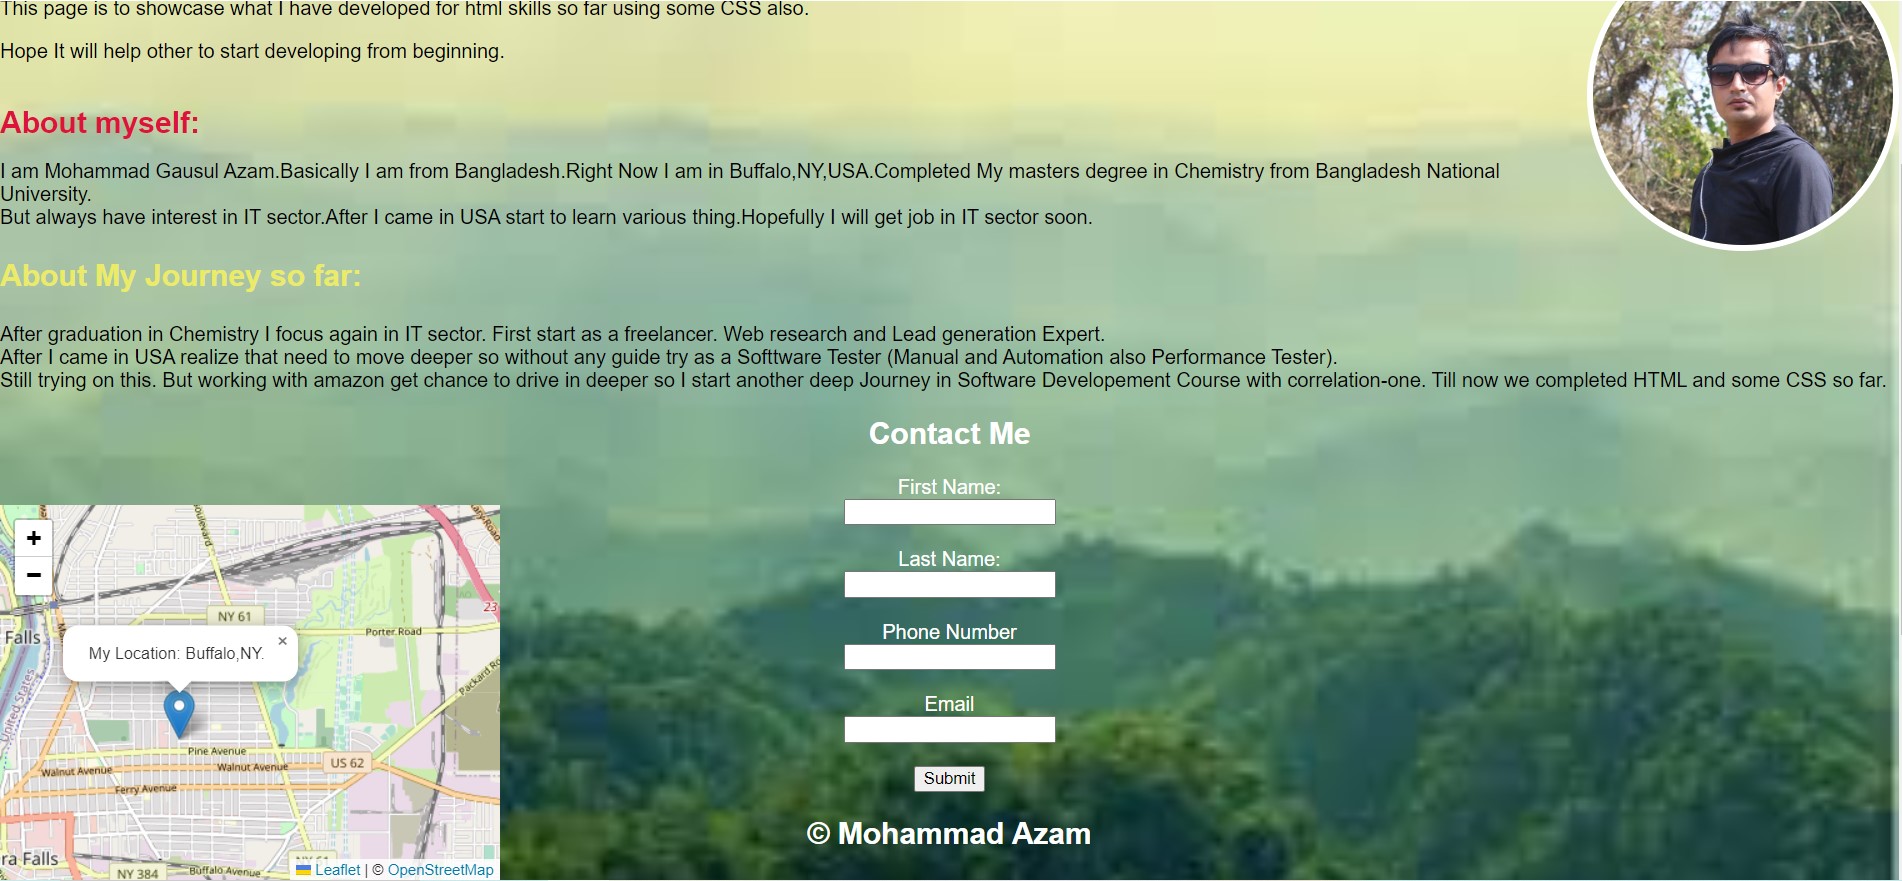 This page is to showcase what I have developed for html skills so far using some CSS also.
Hope It will help other to start developing from beginning.
About myself:
I am Mohammad Gausul Azam.Basically I am from Bangladesh.Right Now I am in Buffalo,NY,USA.Completed My masters degree in Chemistry from Bangladesh National
University.
But always have interest in IT sector.After I came in USA start to learn various thing.Hopefully I will get job in IT sector soon.
About My Journey so far:
After graduation in Chemistry I focus again in IT sector. First start as a freelancer. Web research and Lead generation Expert.
After I came in USA realize that need to move deeper so without any guide try as a Softtware Tester (Manual and Automation also Performance Tester).
Still trying on this. But working with amazon get chance to drive in deeper so I start another deep Journey in Software Developement Course with correlation-one. Till now we completed HTML and some CSS so far.
Contact Me
First Name:
Last Name:
Phone Number
Email
Submit
© Mohammad Azam
+
−
oulevard
ary-Road
23
NY 61
Porter Road
Falls
×
My Location: Buffalo,NY.
Packard Ro
United States
Pine Avenue
Walnut Avenue
Walnut Avenue
US 62
Ferry Avenue
ra Falls
NY 61
NY 384
Buffalo Avenue
Leaflet | © OpenStreetMap